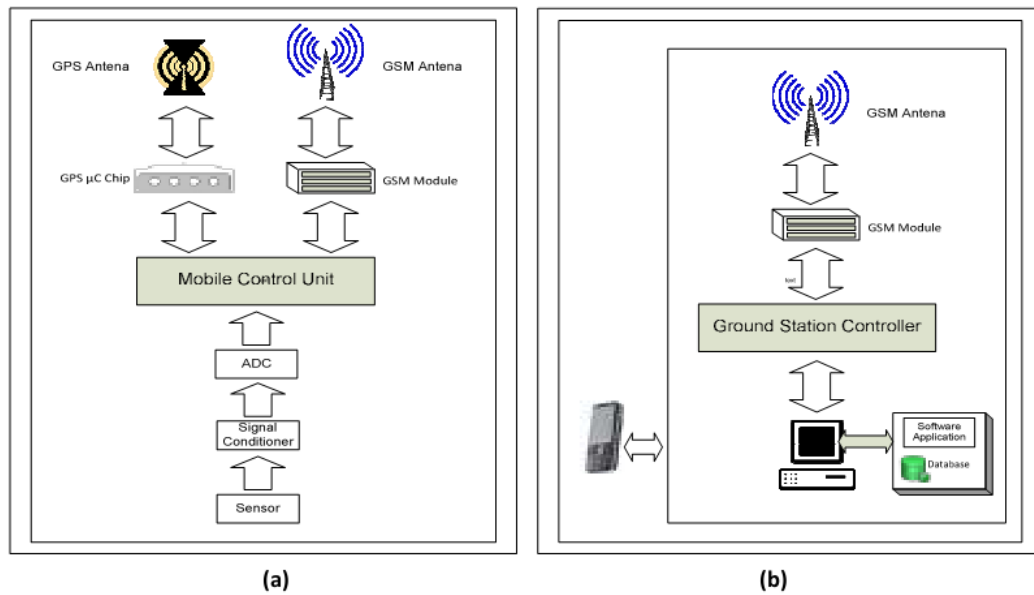 GPS Antena
GSM Antena
GPS µC Chip
GSM Module
Mobile Control Unit
ADC
Signal
Conditioner
Sensor
(a)
GSM Antena
GSM Module
text
Ground Station Controller
Software
Application
Database
(b)